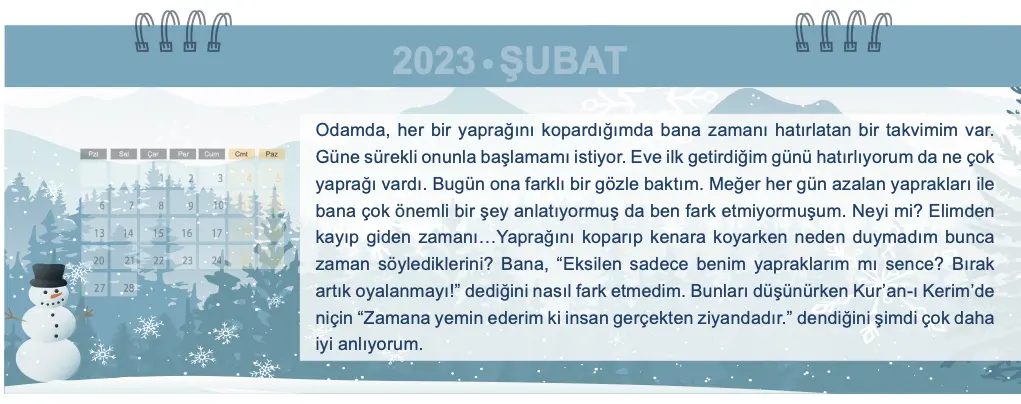 2023 • ŞUBAT
Odamda, her bir yaprağını kopardığımda bana zamanı hatırlatan bir takvimim var.
Güne sürekli onunla başlamamı istiyor. Eve ilk getirdiğim günü hatırlıyorum da ne çok
yaprağı vardı. Bugün ona farklı bir gözle baktım. Meğer her gün azalan yaprakları ile
bana çok önemli bir şey anlatıyormuş da ben fark etmiyormuşum. Neyi mi? Elimden
kayıp giden zamanı…Yaprağını koparıp kenara koyarken neden duymadım bunca
zaman söylediklerini? Bana, “Eksilen sadece benim yapraklarım mı sence? Bırak
artık oyalanmayı!” dediğini nasıl fark etmedim. Bunları düşünürken Kur’an-ı Kerim’de
niçin “Zamana yemin ederim ki insan gerçekten ziyandadır.” dendiğini şimdi çok daha
iyi anlıyorum.
Pzt Sal Çar Per Cum Cmt Paz
1 2 3 4 5
6 7 8 9 10
13 14 15 16 17
20 21 22 23 24
27 28